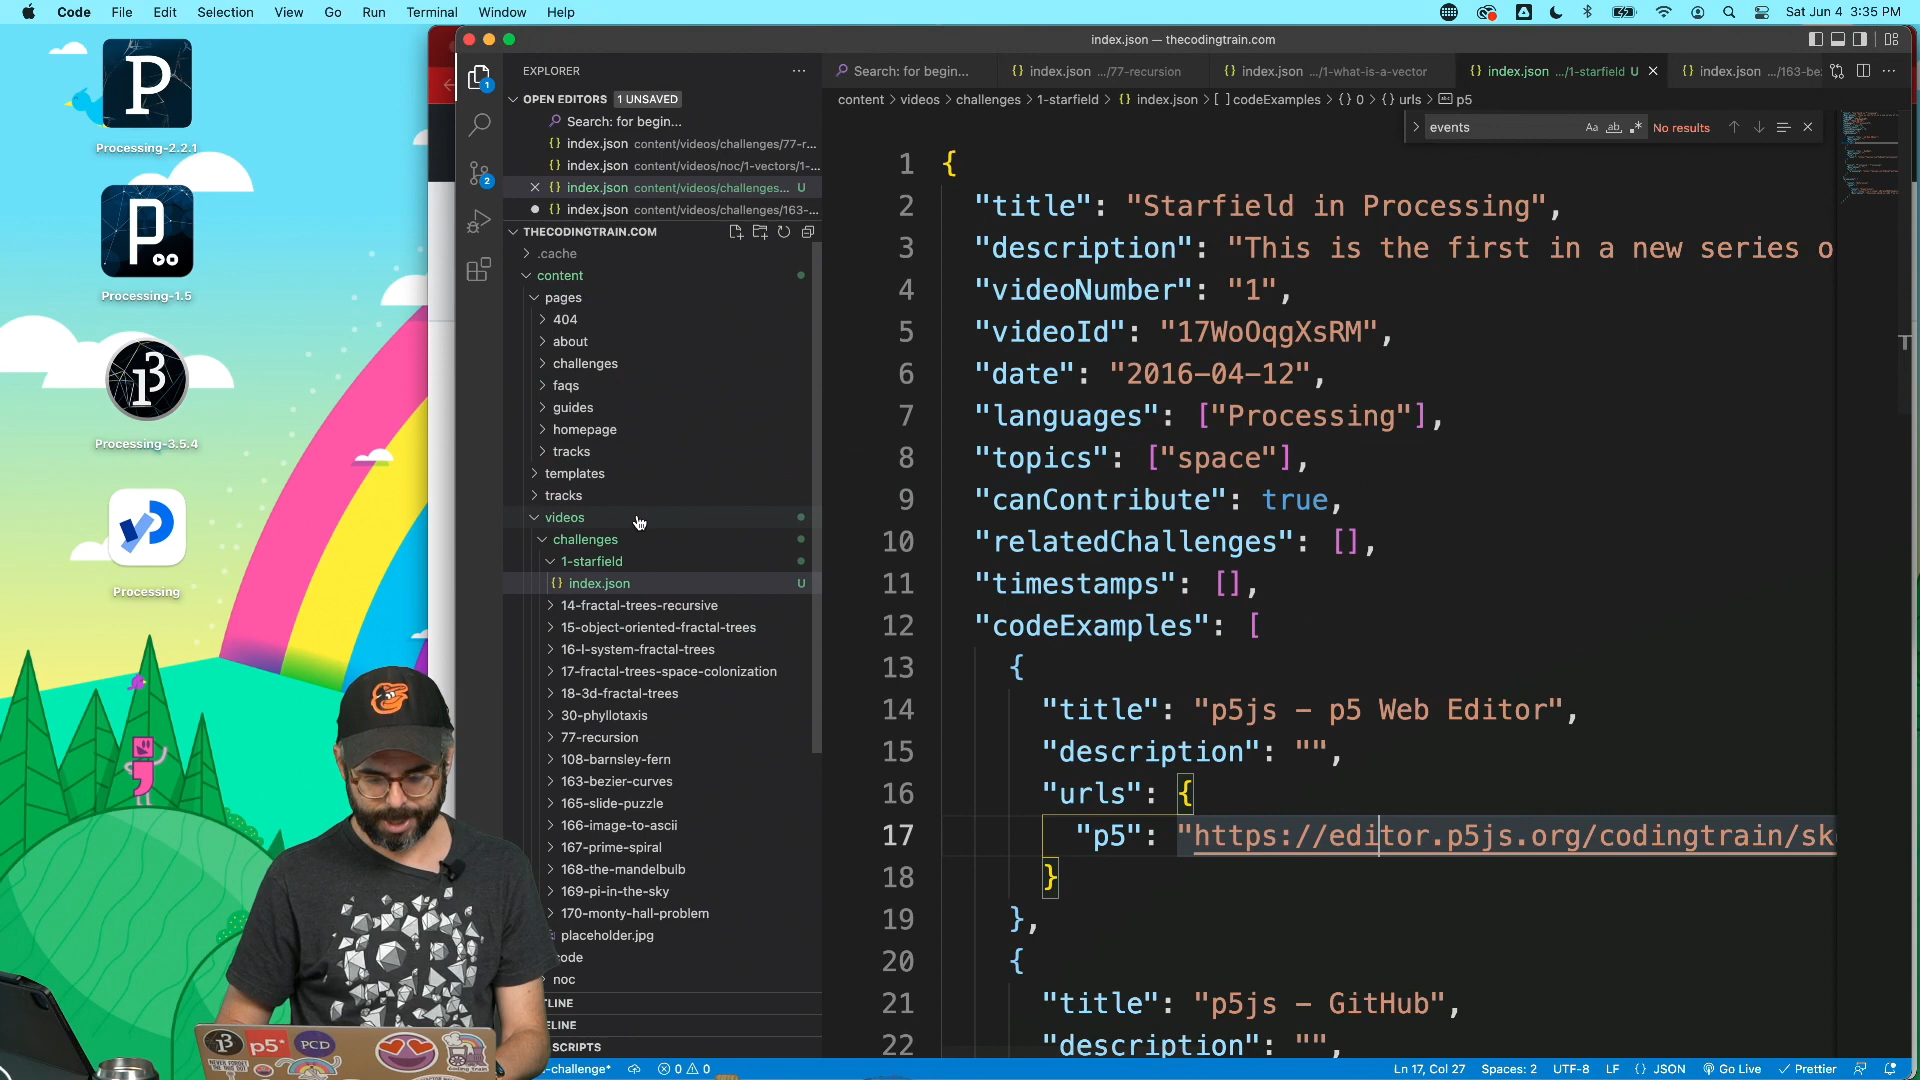 Code File Edit Selection View Go Run Terminal Window Help
Sat Jun 4 3:35 PM
index.json — thecodingtrain.com
Processing-2.2.1
Processing-1.5
Processing-3.5.4
Processing
EXPLORER
OPEN EDITORS 1 UNSAVED
Search: for begin...
index.json content/videos/challenges/77-r...
index.json content/videos/noc/1-vectors/1-...
index.json content/videos/challenges... U
index.json content/videos/challenges/163-...
THECODINGTRAIN.COM
.cache
content
pages
404
about
challenges
faqs
guides
homepage
tracks
templates
tracks
videos
challenges
1-starfield
index.json U
14-fractal-trees-recursive
15-object-oriented-fractal-trees
16-l-system-fractal-trees
17-fractal-trees-space-colonization
18-3d-fractal-trees
30-phyllotaxis
77-recursion
108-barnsley-fern
163-bezier-curves
165-slide-puzzle
166-image-to-ascii
167-prime-spiral
168-the-mandelbulb
169-pi-in-the-sky
170-monty-hall-problem
placeholder.jpg
code
noc
TLINE
ELINE
SCRIPTS
Search: for begin... index.json .../77-recursion index.json .../1-what-is-a-vector index.json .../1-starfield U index.json .../163-be:
content > videos > challenges > 1-starfield > {} index.json > [ ] codeExamples > {} 0 > {} urls > p5
events Aa ab .* No results
1 {
2 "title": "Starfield in Processing",
3 "description": "This is the first in a new series o
4 "videoNumber": "1",
5 "videoId": "17WoOqgXsRM",
6 "date": "2016-04-12",
7 "languages": ["Processing"],
8 "topics": ["space"],
9 "canContribute": true,
10 "relatedChallenges": [],
11 "timestamps": [],
12 "codeExamples": [
13 {
14 "title": "p5js - p5 Web Editor",
15 "description": "",
16 "urls": {
17 "p5": "https://editor.p5js.org/codingtrain/sk
18 }
19 },
20 {
21 "title": "p5js - GitHub",
22 "description": "",
-challenge* 0 0
Ln 17, Col 27 Spaces: 2 UTF-8 LF {} JSON Go Live Prettier
p5* PCD